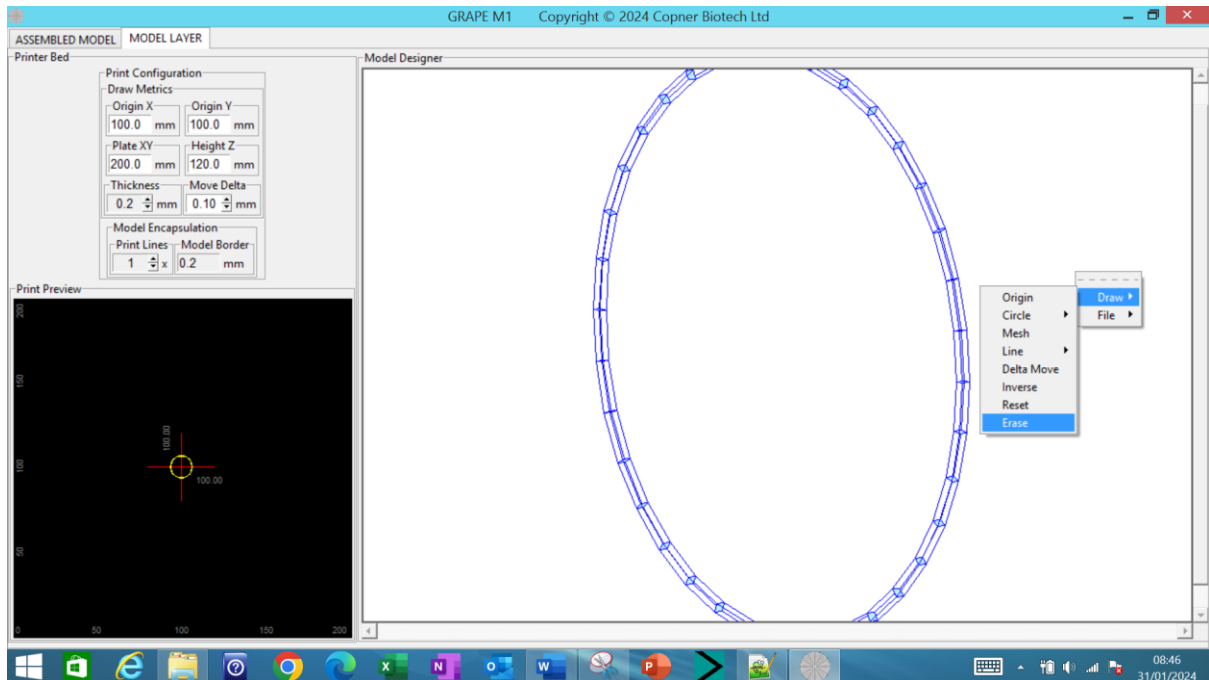 GRAPE M1 Copyright © 2024 Copner Biotech Ltd
ASSEMBLED MODEL MODEL LAYER
Printer Bed
Print Configuration
Draw Metrics
Origin X Origin Y
100.0 mm 100.0 mm
Plate XY Height Z
200.0 mm 120.0 mm
Thickness Move Delta
0.2 mm 0.10 mm
Model Encapsulation
Print Lines Model Border
1 x 0.2 mm
Print Preview
200
150
100
50
0 50 100 150 200
100.00
100.00
Model Designer
Draw
File
Origin
Circle
Mesh
Line
Delta Move
Inverse
Reset
Erase
08:46
31/01/2024